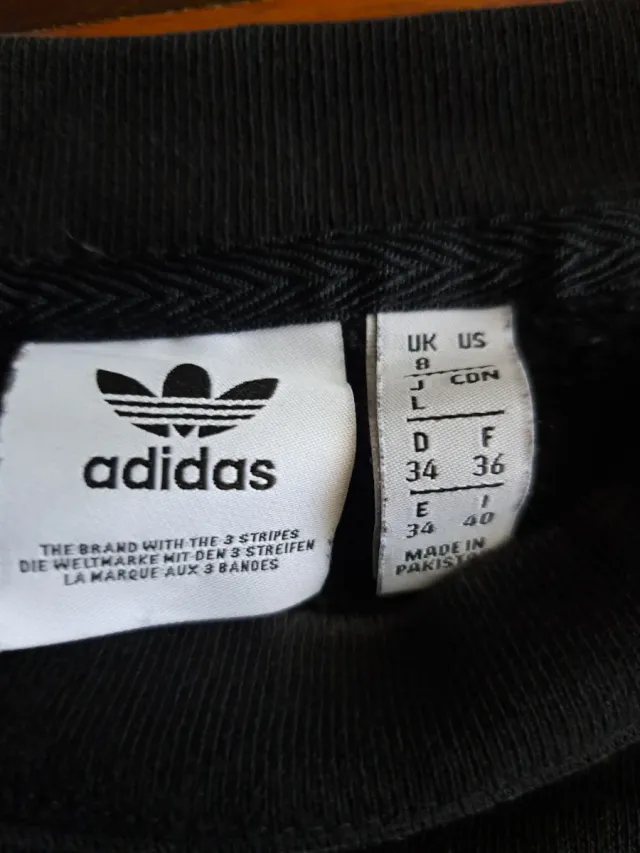 adidas
THE BRAND WITH THE 3 STRIPES
DIE WELTMARKE MIT DEN 3 STREIFEN
LA MARQUE AUX 3 BANDES
UK US
8
J CDN
L
D F
34 36
E I
34 40
MADE IN